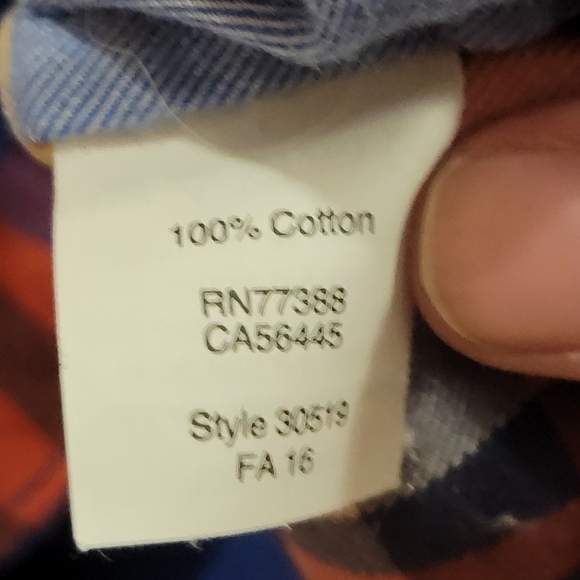 100% Cotton
RN77388
CA56445
Style 30519
FA 16